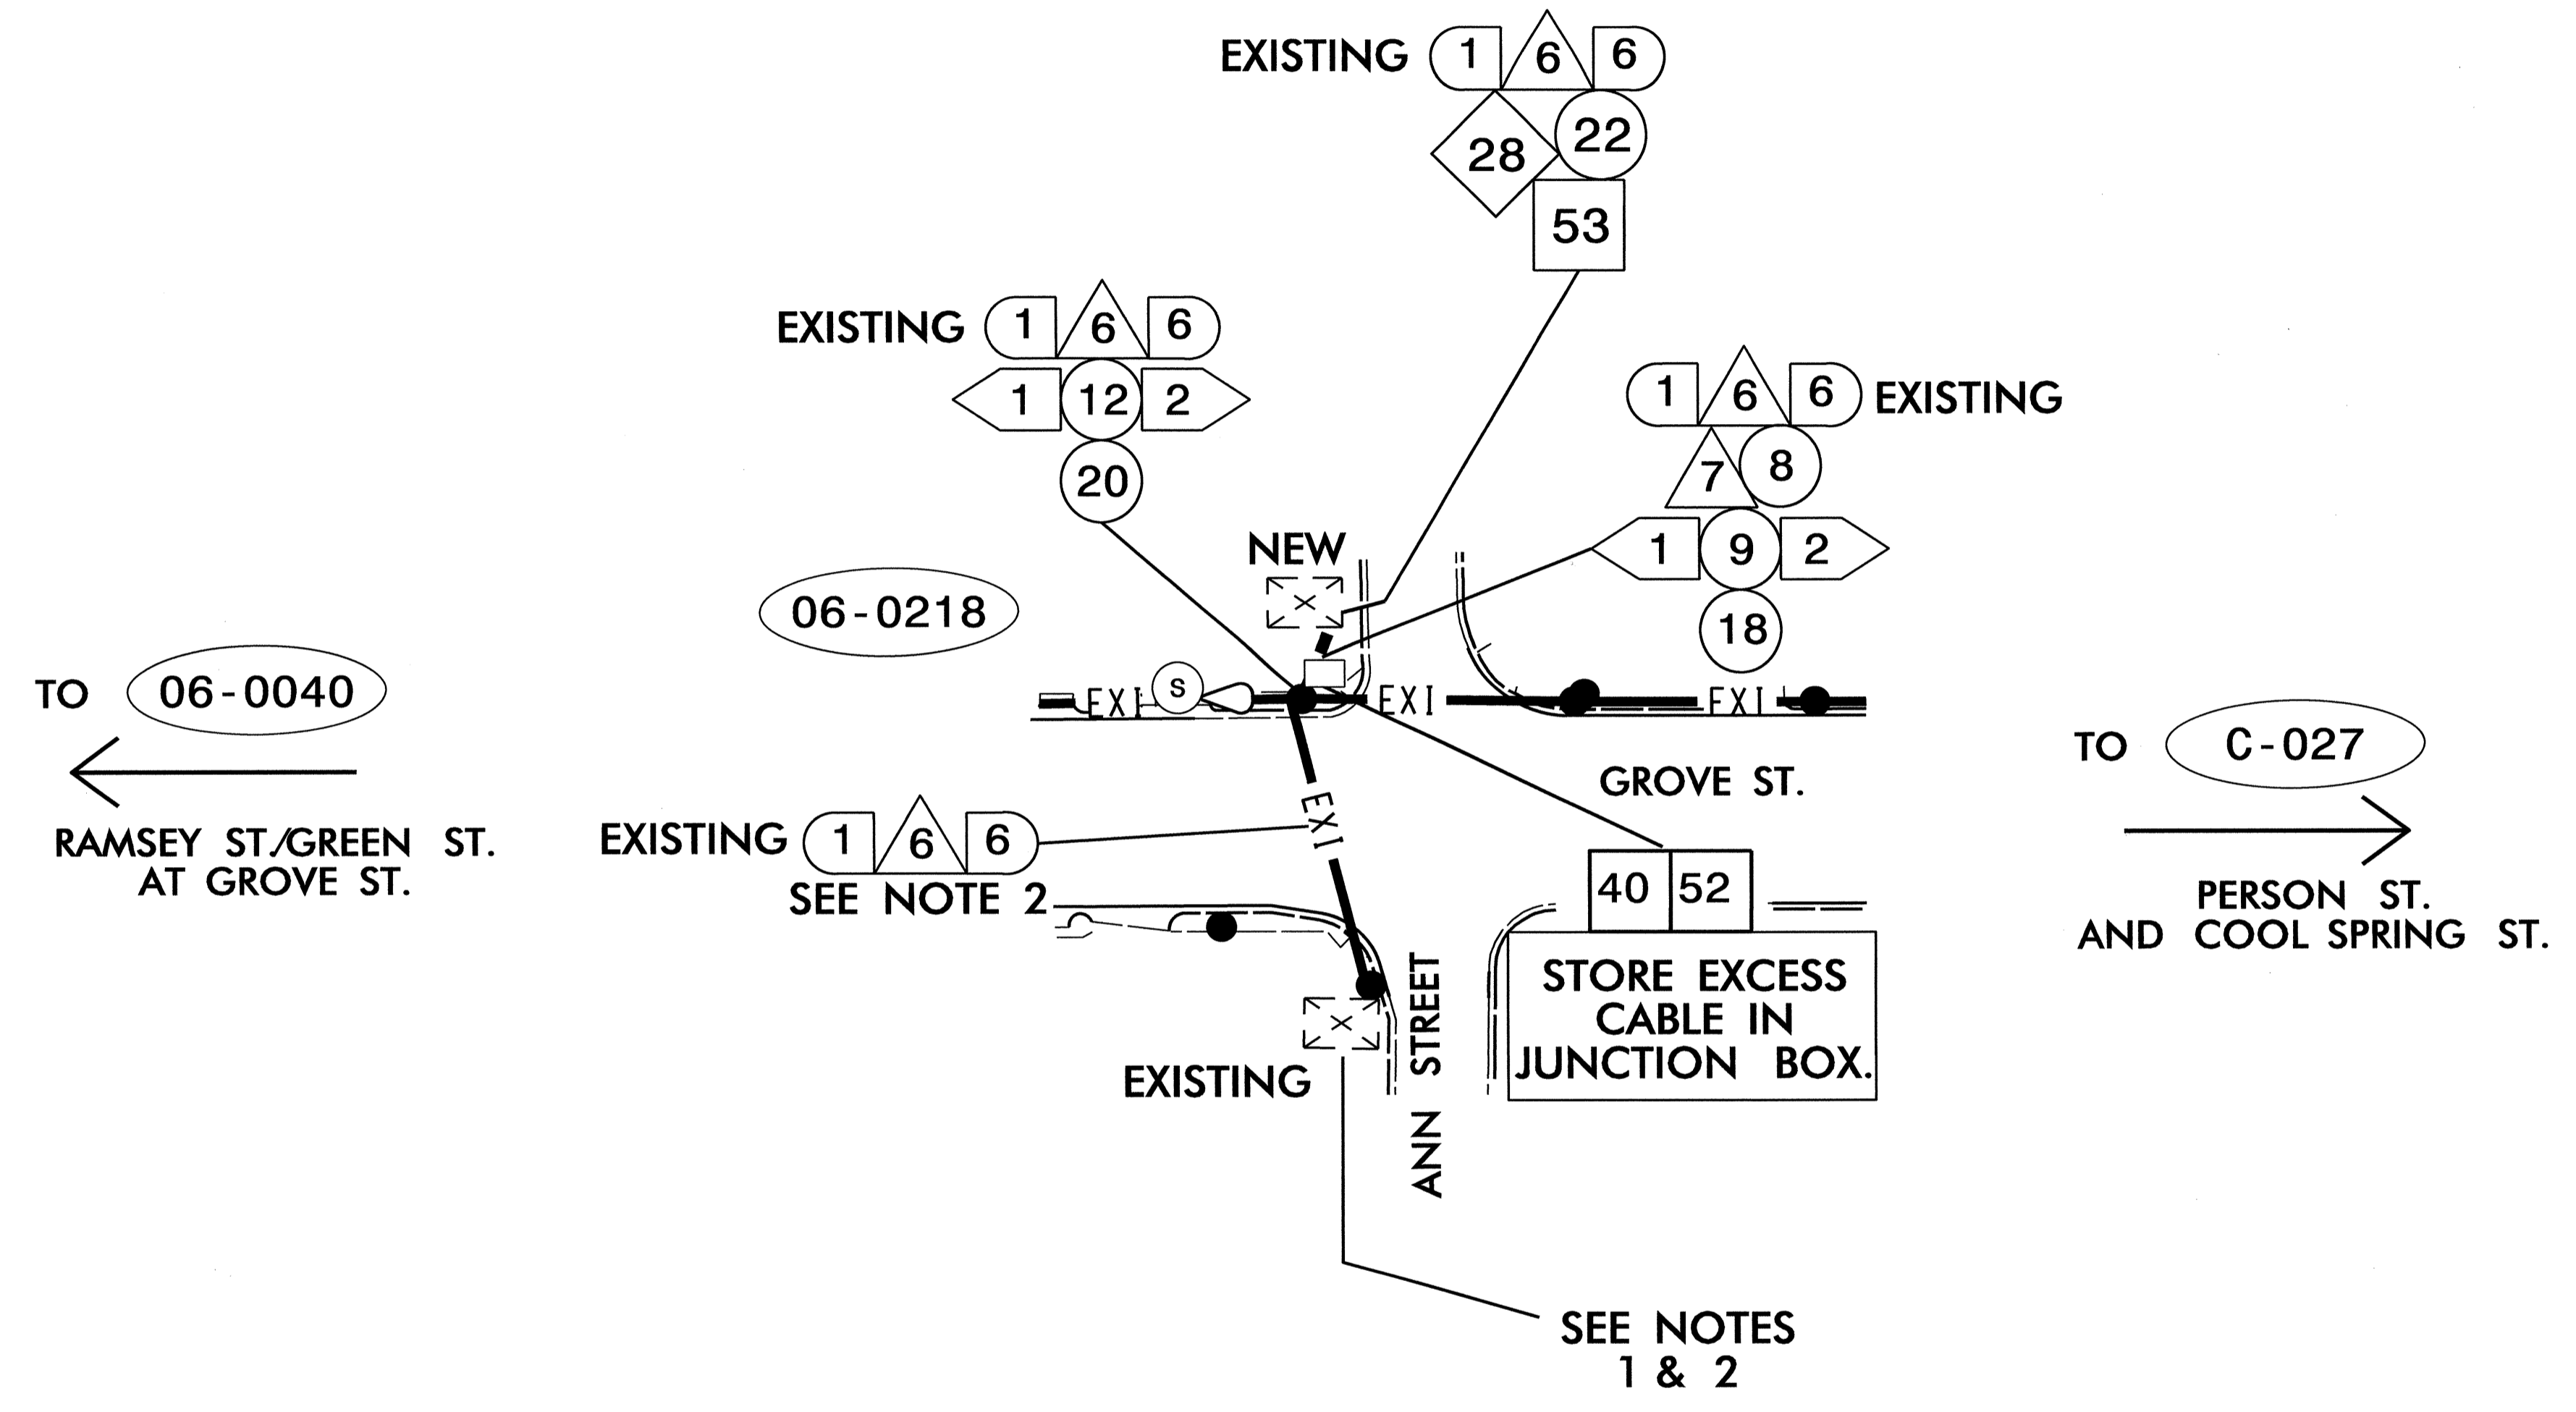 EXISTING 1 6 6
28 22
53
EXISTING 1 6 6
1 12 2
20
1 6 6 EXISTING
7 8
1 9 2
18
NEW
06-0218
TO 06-0040
RAMSEY ST./GREEN ST.
AT GROVE ST.
EXI S EXI EXI
GROVE ST.
TO C-027
PERSON ST.
AND COOL SPRING ST.
EXISTING 1 6 6
SEE NOTE 2
EXI
40 52
STORE EXCESS
CABLE IN
JUNCTION BOX.
ANN STREET
EXISTING
SEE NOTES
1 & 2